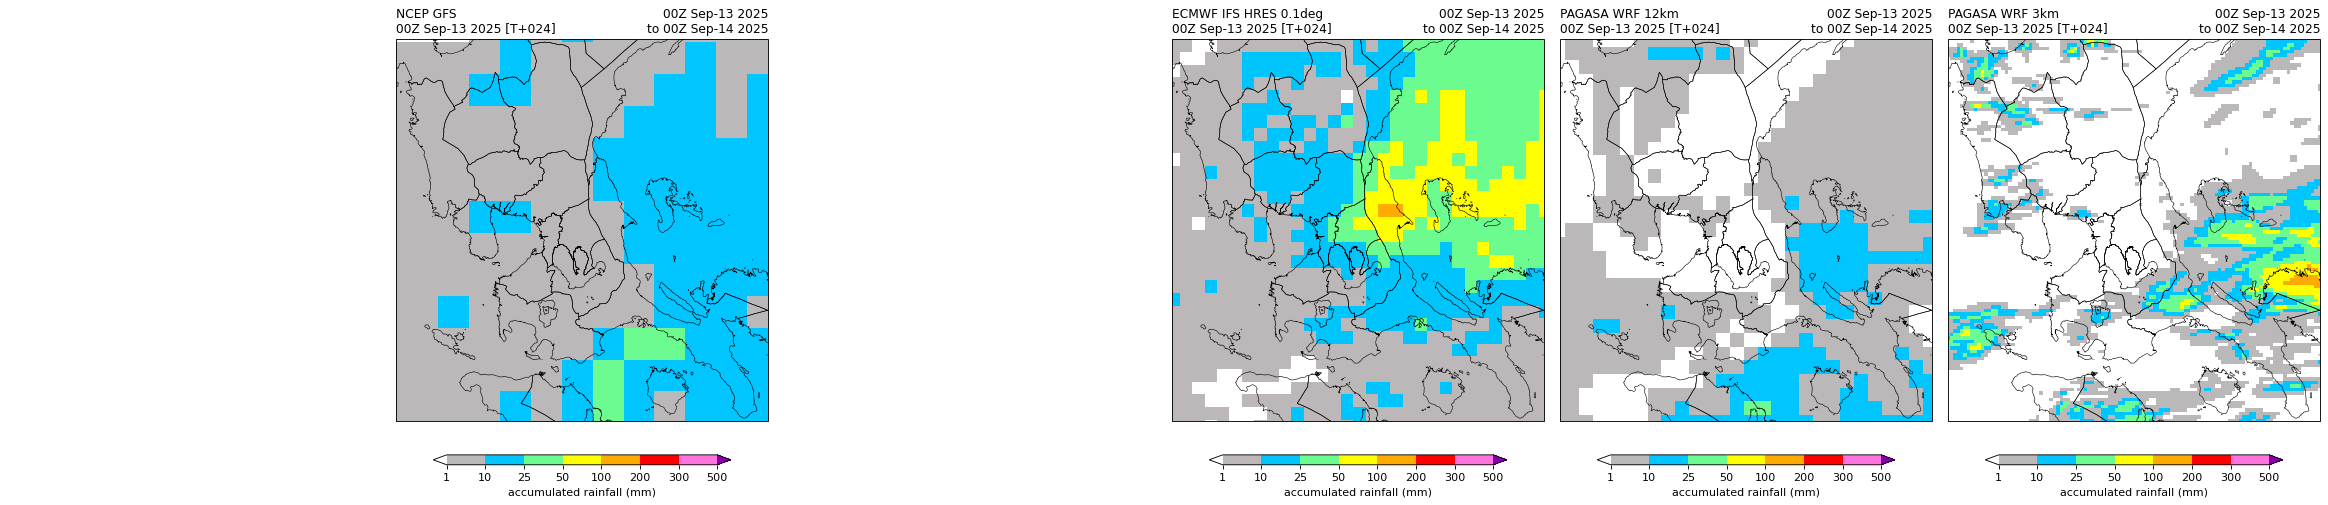 NCEP GFS
00Z Sep-13 2025 [T+024]
00Z Sep-13 2025
to 00Z Sep-14 2025
1 10 25 50 100 200 300 500
accumulated rainfall (mm)
ECMWF IFS HRES 0.1deg
00Z Sep-13 2025 [T+024]
00Z Sep-13 2025
to 00Z Sep-14 2025
1 10 25 50 100 200 300 500
accumulated rainfall (mm)
PAGASA WRF 12km
00Z Sep-13 2025 [T+024]
00Z Sep-13 2025
to 00Z Sep-14 2025
1 10 25 50 100 200 300 500
accumulated rainfall (mm)
PAGASA WRF 3km
00Z Sep-13 2025 [T+024]
00Z Sep-13 2025
to 00Z Sep-14 2025
1 10 25 50 100 200 300 500
accumulated rainfall (mm)